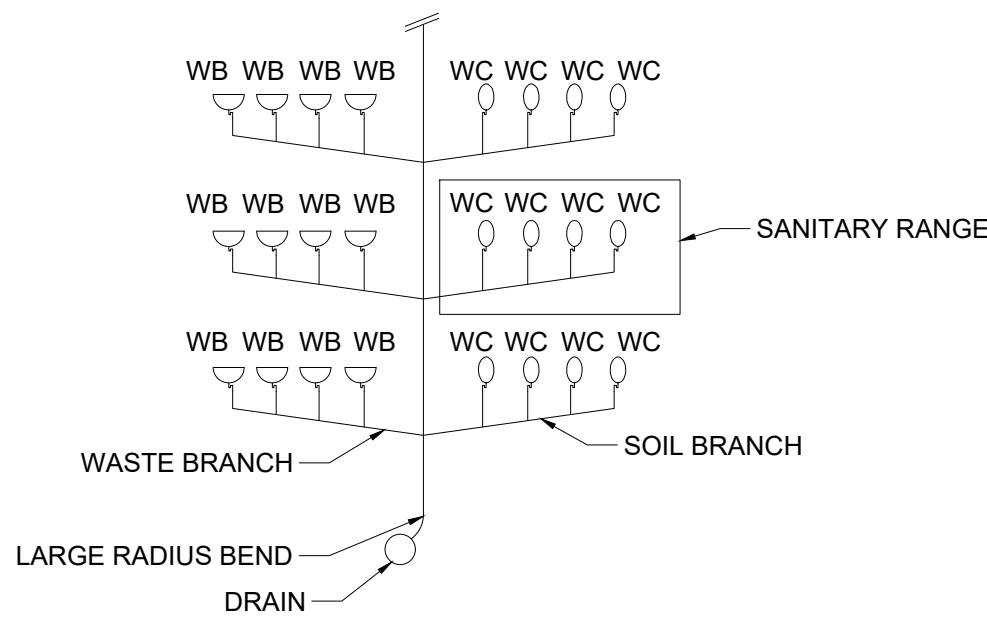 WB WB WB WB WC WC WC WC
WB WB WB WB WC WC WC WC
SANITARY RANGE
WB WB WB WB WC WC WC WC
SOIL BRANCH
WASTE BRANCH
LARGE RADIUS BEND
DRAIN